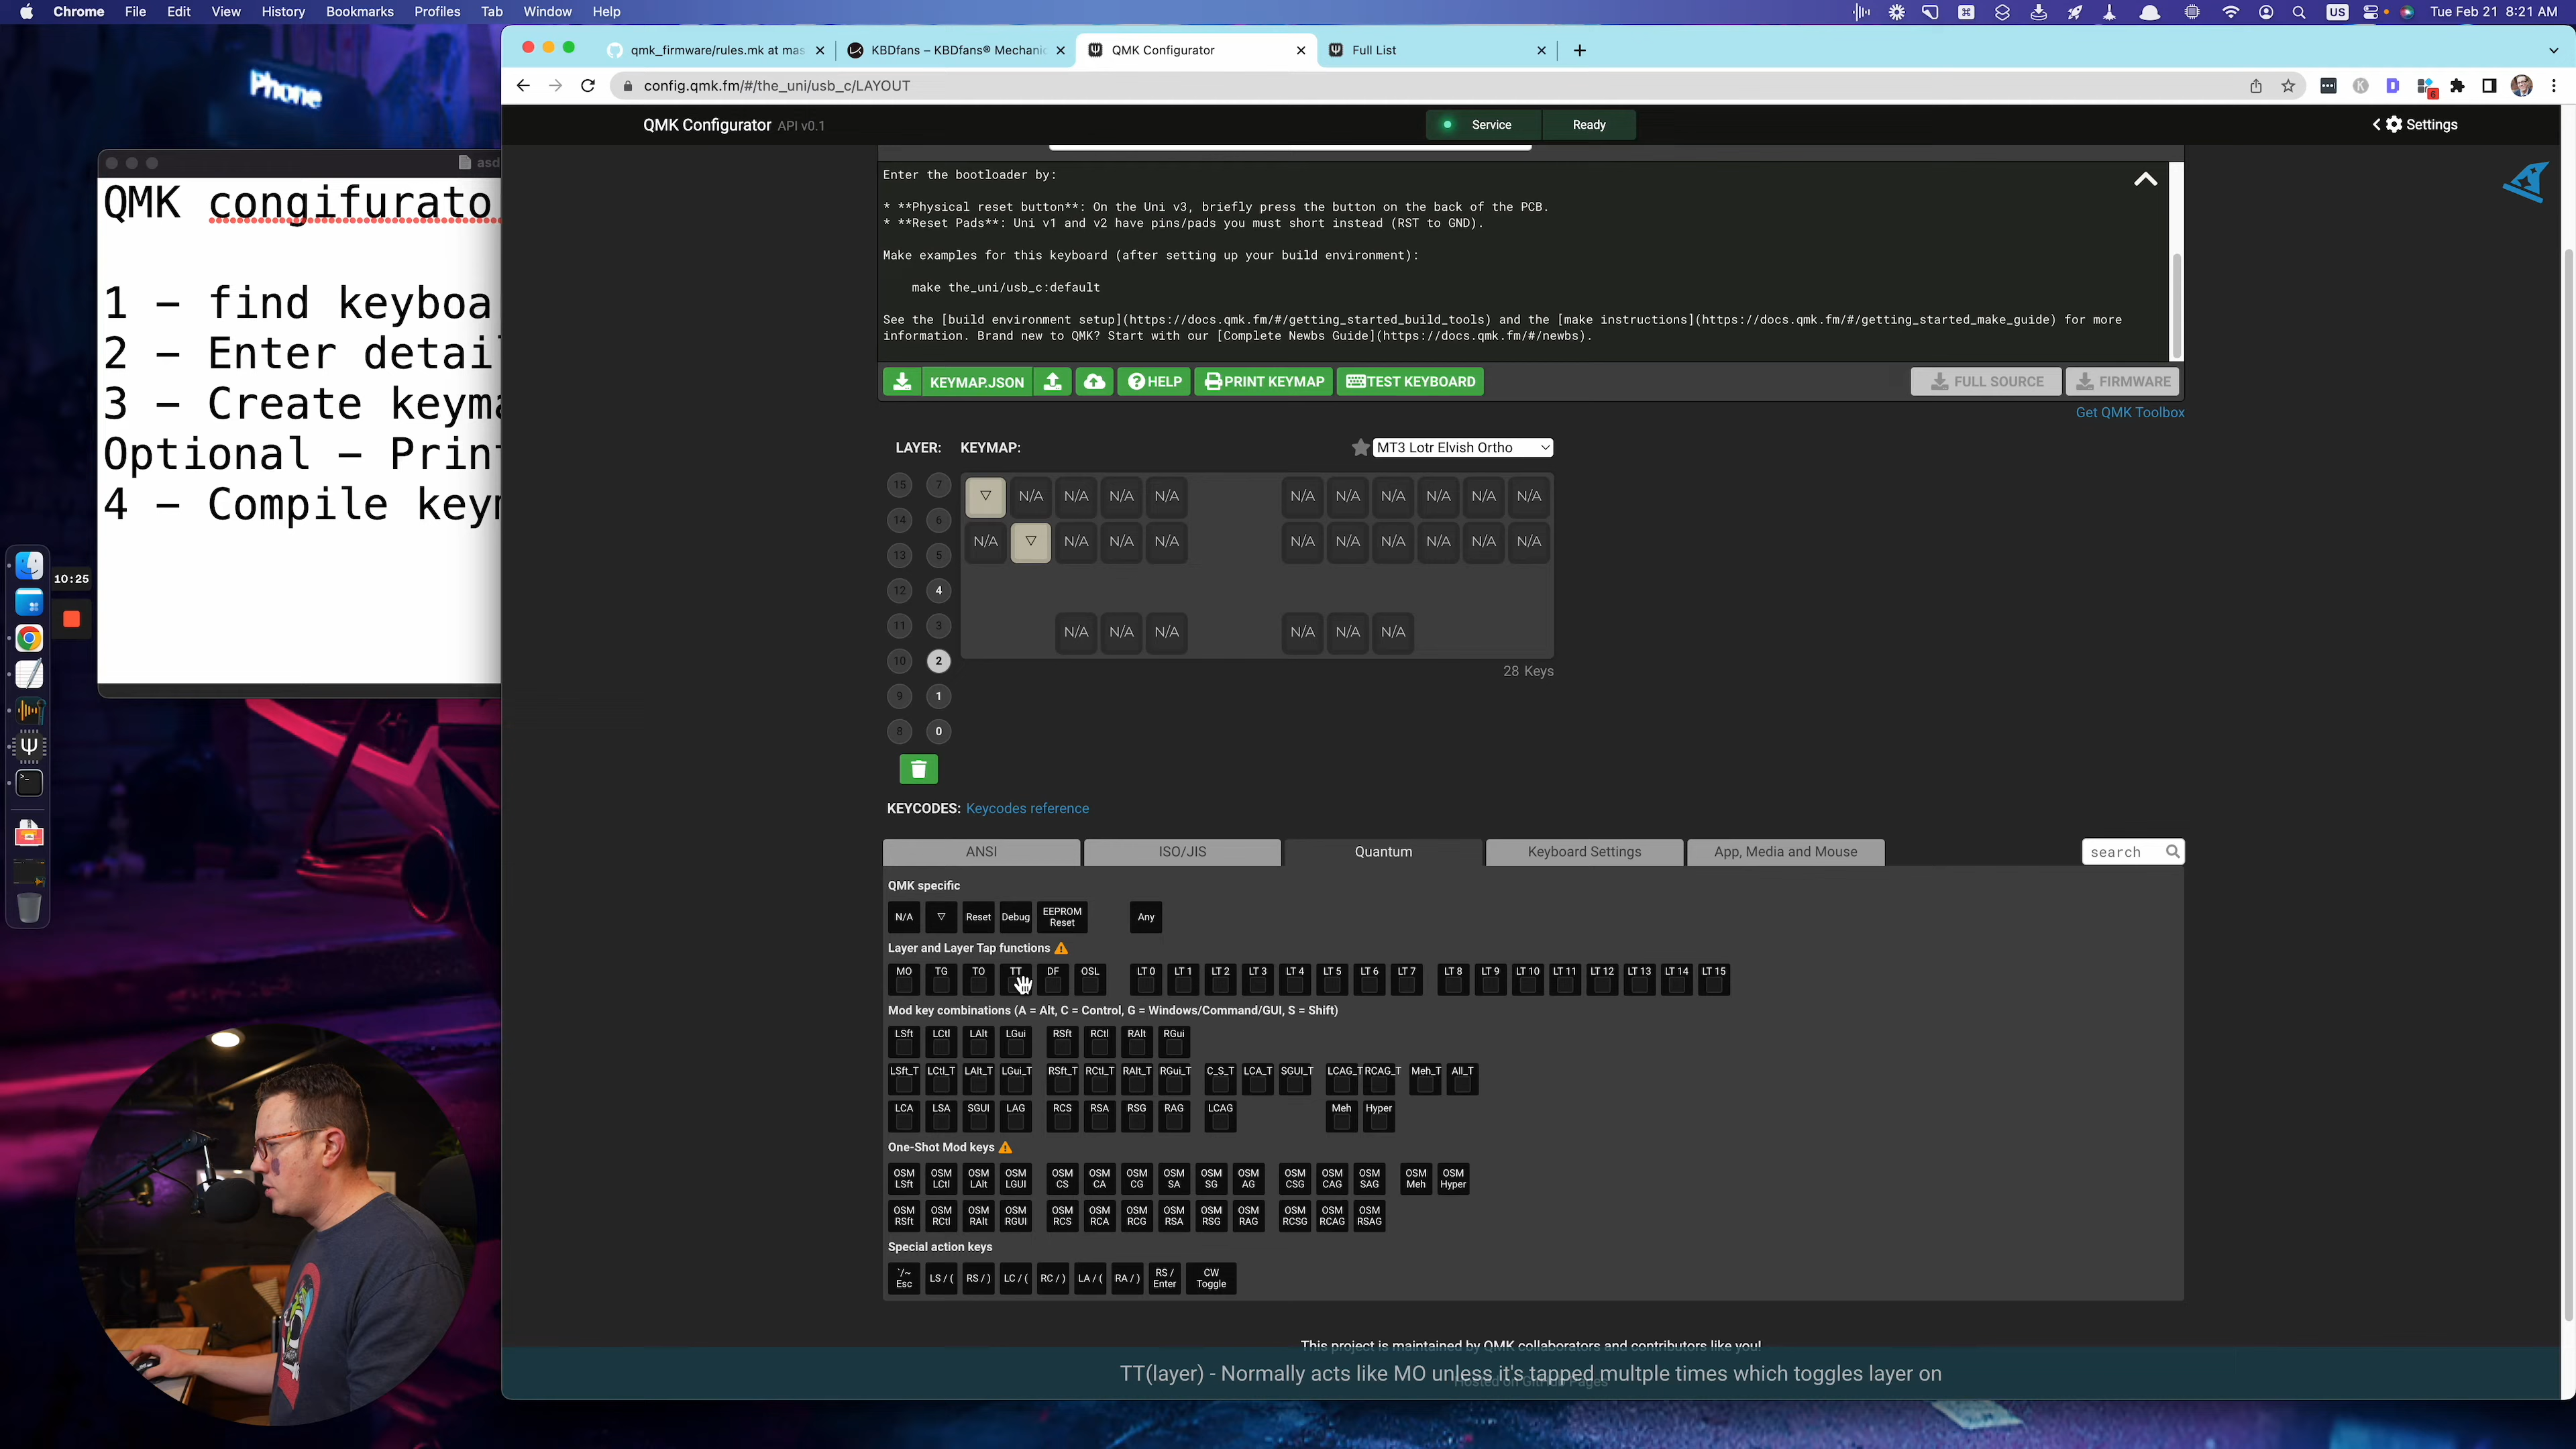 Chrome File Edit View History Bookmarks Profiles Tab Window Help
US Tue Feb 21 8:21 AM
Phone
qmk_firmware/rules.mk at mas
KBDfans – KBDfans® Mechani
QMK Configurator
Full List
config.qmk.fm/#/the_uni/usb_c/LAYOUT
6
QMK Configurator API v0.1
Service Ready
Settings
asd
QMK congifurato
1 – find keyboa
2 – Enter detail
3 – Create keyma
Optional – Print
4 – Compile keym
10:25
Enter the bootloader by:
* **Physical reset button**: On the Uni v3, briefly press the button on the back of the PCB.
* **Reset Pads**: Uni v1 and v2 have pins/pads you must short instead (RST to GND).
Make examples for this keyboard (after setting up your build environment):
make the_uni/usb_c:default
See the [build environment setup](https://docs.qmk.fm/#/getting_started_build_tools) and the [make instructions](https://docs.qmk.fm/#/getting_started_make_guide) for more
information. Brand new to QMK? Start with our [Complete Newbs Guide](https://docs.qmk.fm/#/newbs).
KEYMAP.JSON HELP PRINT KEYMAP TEST KEYBOARD FULL SOURCE FIRMWARE
Get QMK Toolbox
LAYER: KEYMAP: MT3 Lotr Elvish Ortho
15 7 ▽ N/A N/A N/A N/A N/A N/A N/A N/A N/A N/A
14 6
N/A ▽ N/A N/A N/A N/A N/A N/A N/A N/A N/A
13 5
12 4
11 3 N/A N/A N/A N/A N/A N/A
10 2
28 Keys
9 1
8 0
KEYCODES: Keycodes reference
ANSI ISO/JIS Quantum Keyboard Settings App, Media and Mouse search
QMK specific
N/A ▽ Reset Debug EEPROM Reset Any
Layer and Layer Tap functions
MO TG TO TT DF OSL LT 0 LT 1 LT 2 LT 3 LT 4 LT 5 LT 6 LT 7 LT 8 LT 9 LT 10 LT 11 LT 12 LT 13 LT 14 LT 15
Mod key combinations (A = Alt, C = Control, G = Windows/Command/GUI, S = Shift)
LSft LCtl LAlt LGui RSft RCtl RAlt RGui
LSft_T LCtl_T LAlt_T LGui_T RSft_T RCtl_T RAlt_T RGui_T C_S_T LCA_T SGUI_T LCAG_T RCAG_T Meh_T All_T
LCA LSA SGUI LAG RCS RSA RSG RAG LCAG Meh Hyper
One-Shot Mod keys
OSM LSft OSM LCtl OSM LAlt OSM LGUI OSM CS OSM CA OSM CG OSM SA OSM SG OSM AG OSM CSG OSM CAG OSM SAG OSM Meh OSM Hyper
OSM RSft OSM RCtl OSM RAlt OSM RGUI OSM RCS OSM RCA OSM RCG OSM RSA OSM RSG OSM RAG OSM RCSG OSM RCAG OSM RSAG
Special action keys
`/~ Esc LS / ( RS / ) LC / ( RC / ) LA / ( RA / ) RS / Enter CW Toggle
This project is maintained by QMK collaborators and contributors like you!
TT(layer) - Normally acts like MO unless it's tapped multple times which toggles layer on
Hosted on GitHub Pages